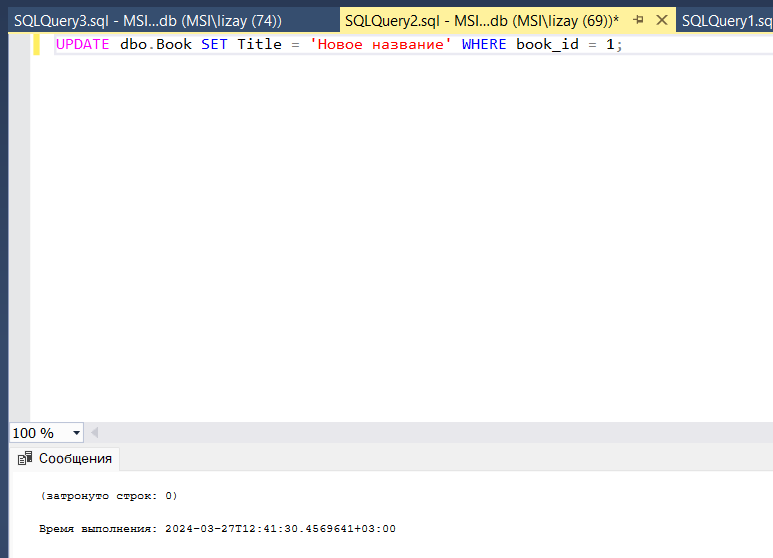 SQLQuery3.sql - MSI...db (MSI\lizay (74)) SQLQuery2.sql - MSI...db (MSI\lizay (69))* SQLQuery1.sq
UPDATE dbo.Book SET Title = 'Новое название' WHERE book_id = 1;
100 %
Сообщения
(затронуто строк: 0)
Время выполнения: 2024-03-27T12:41:30.4569641+03:00